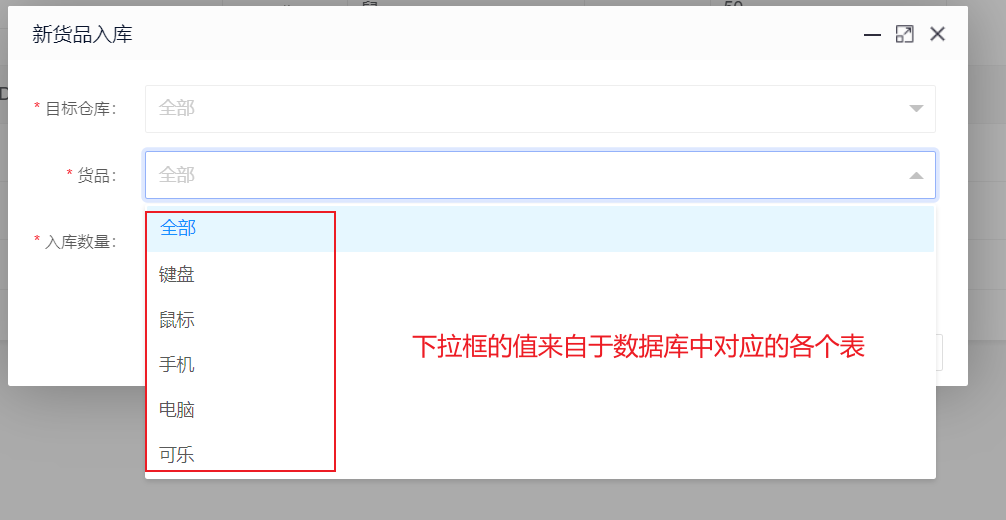 59
新货品入库
* 目标仓库：
全部
* 货品：
全部
* 入库数量：
全部
键盘
鼠标
手机
电脑
可乐
下拉框的值来自于数据库中对应的各个表